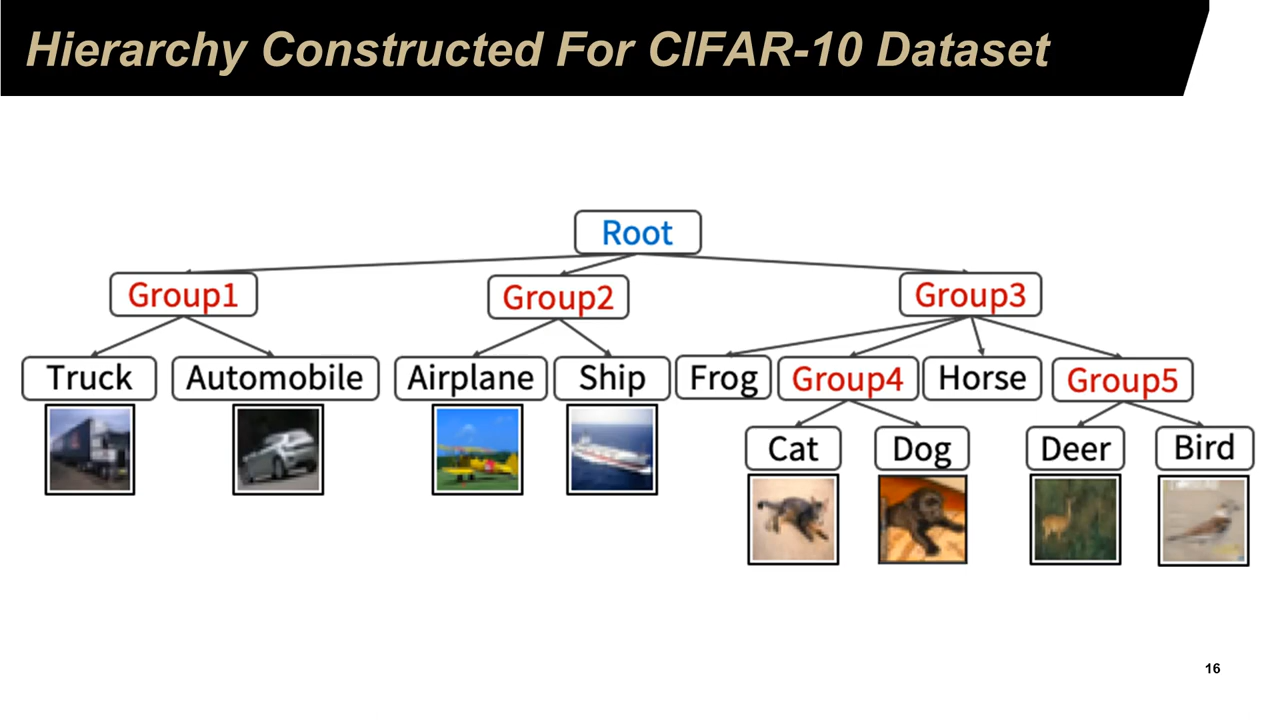 Hierarchy Constructed For CIFAR-10 Dataset
Root
Group1
Group2
Group3
Truck
Automobile
Airplane
Ship
Frog
Group4
Horse
Group5
Cat
Dog
Deer
Bird
16